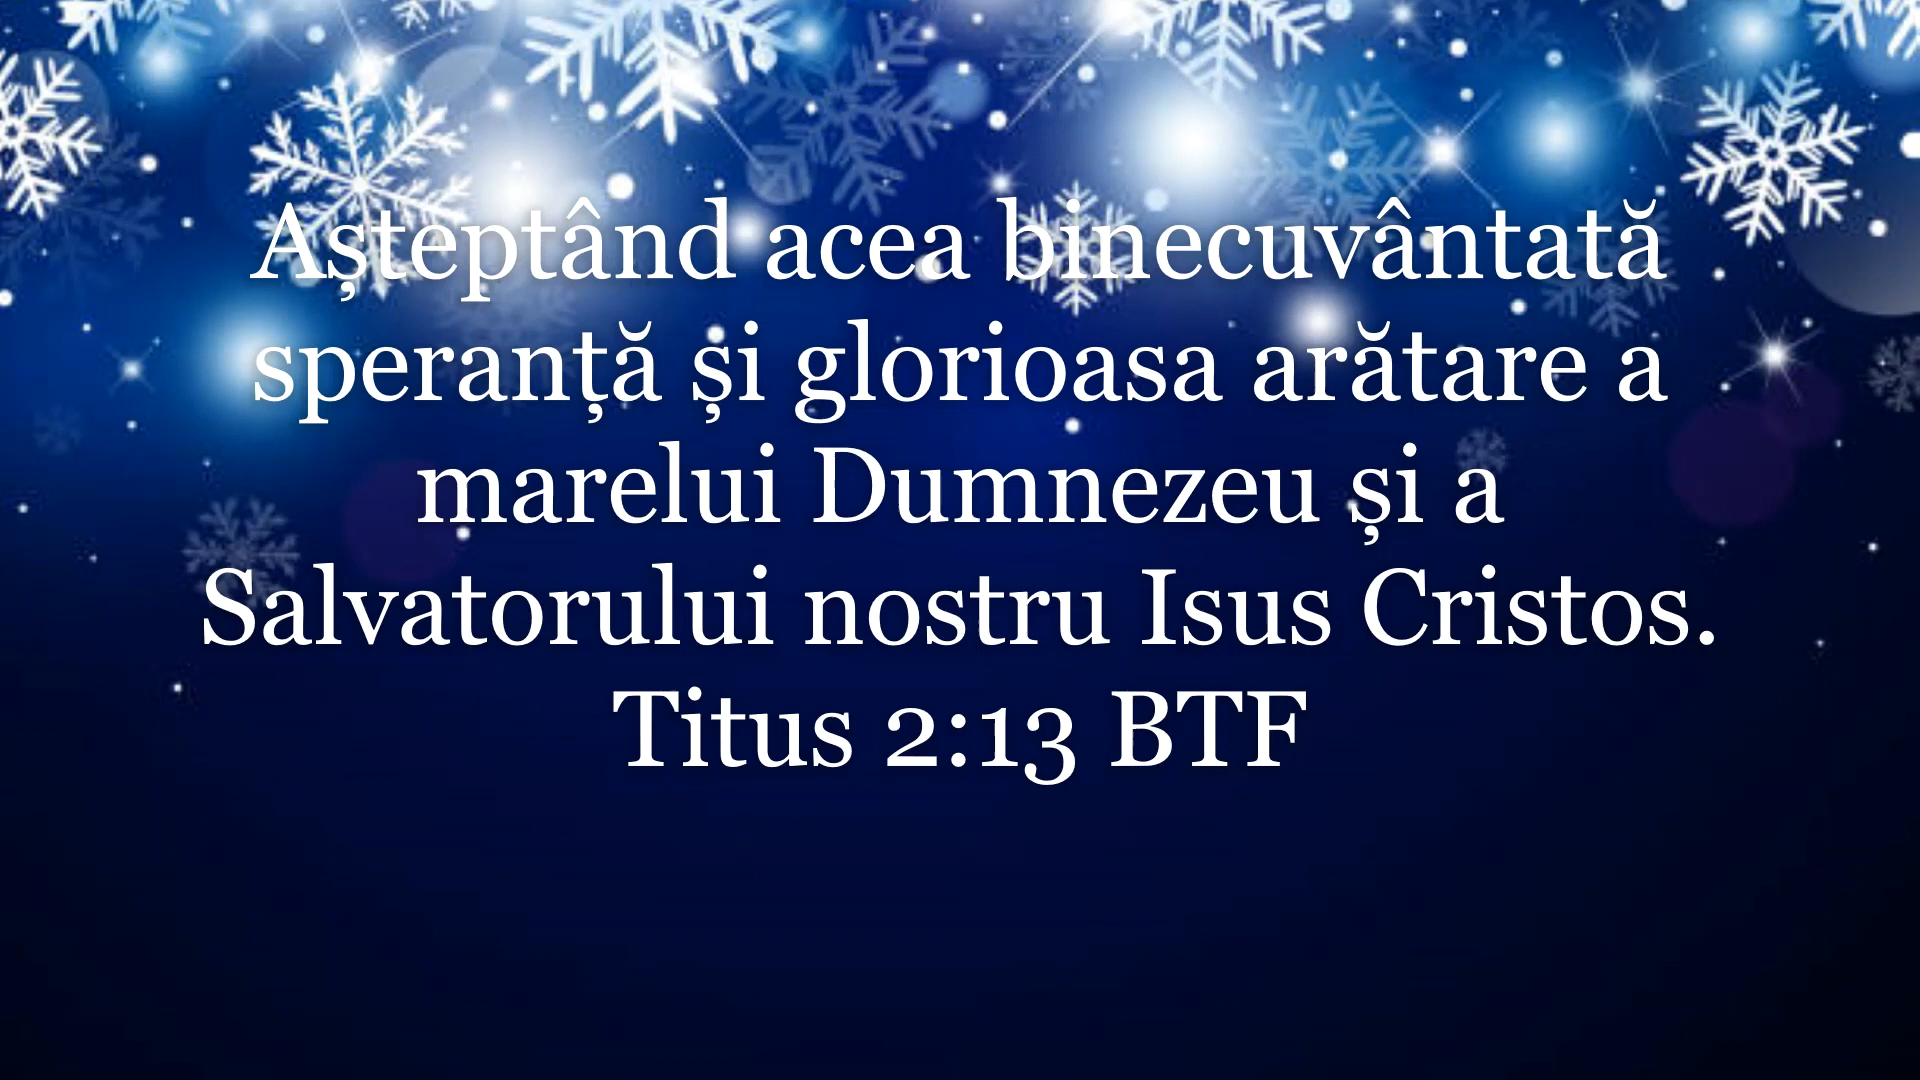 Așteptând acea binecuvântată
speranță și glorioasa arătare a
marelui Dumnezeu și a
Salvatorului nostru Isus Cristos.
Titus 2:13 BTF